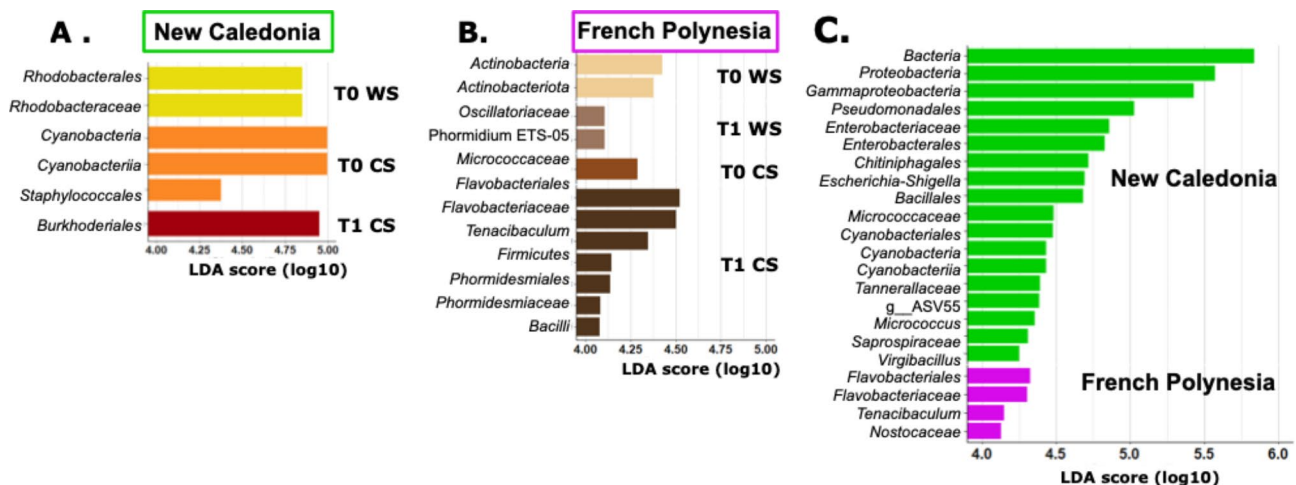 A .
New Caledonia
Rhodobacterales
Rhodobacteraceae
Cyanobacteria
Cyanobacteriia
Staphylococcales
Burkhoderiales
T0 WS
T0 CS
T1 CS
4.00 4.25 4.50 4.75 5.00
LDA score (log10)
B.
French Polynesia
Actinobacteria
Actinobacteriota
Oscillatoriaceae
Phormidium ETS-05
Micrococcaceae
Flavobacteriales
Flavobacteriaceae
Tenacibaculum
Firmicutes
Phormidesmiales
Phormidesmiaceae
Bacilli
T0 WS
T1 WS
T0 CS
T1 CS
4.00 4.25 4.50 4.75 5.00
LDA score (log10)
C.
Bacteria
Proteobacteria
Gammaproteobacteria
Pseudomonadales
Enterobacteriaceae
Enterobacterales
Chitiniphagales
Escherichia-Shigella
Bacillales
Micrococcaceae
Cyanobacteriales
Cyanobacteria
Cyanobacteriia
Tannerallaceae
g__ASV55
Micrococcus
Saprospiraceae
Virgibacillus
Flavobacteriales
Flavobacteriaceae
Tenacibaculum
Nostocaceae
New Caledonia
French Polynesia
4.0 4.5 5.0 5.5 6.0
LDA score (log10)